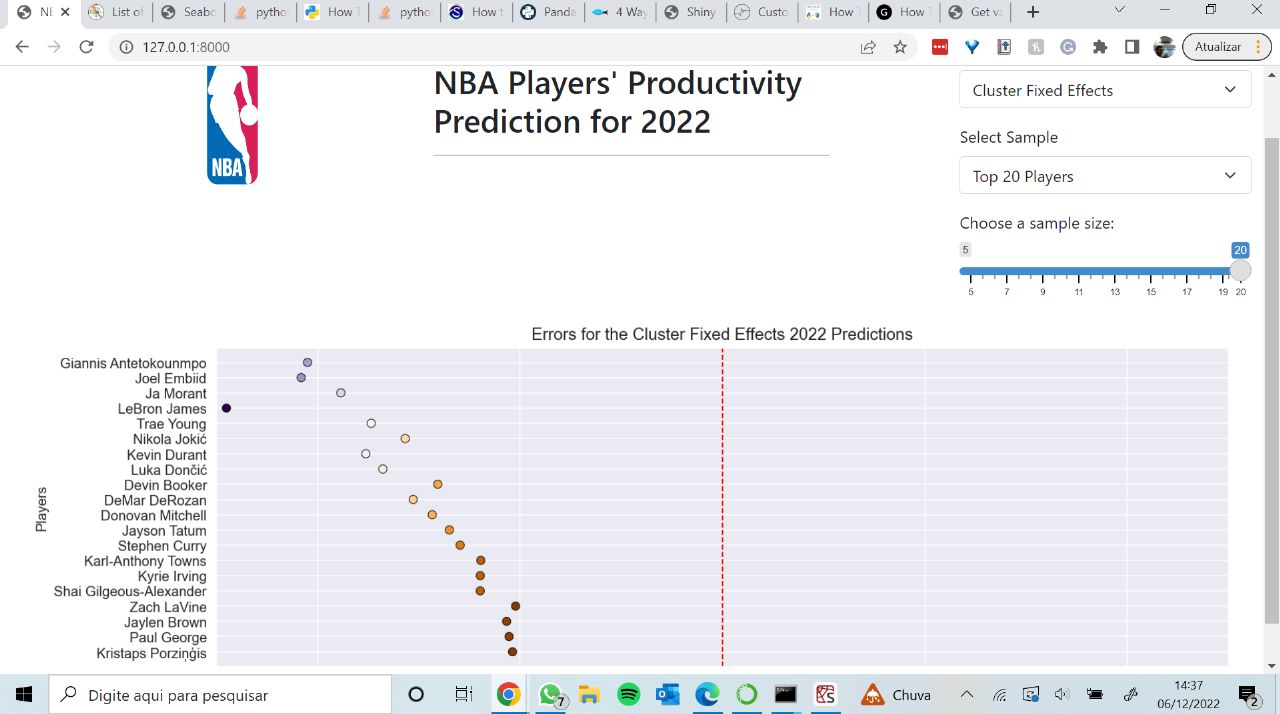 NE
List of
Seabo
pytho
How T
pytho
How t
Panda
4 Way
Shiny
Custo
How
How T
Get va
127.0.0.1:8000
Atualizar
NBA
NBA Players' Productivity
Prediction for 2022
Cluster Fixed Effects
Select Sample
Top 20 Players
Choose a sample size:
5 20
5 7 9 11 13 15 17 19 20
Errors for the Cluster Fixed Effects 2022 Predictions
Players
Giannis Antetokounmpo
Joel Embiid
Ja Morant
LeBron James
Trae Young
Nikola Jokić
Kevin Durant
Luka Dončić
Devin Booker
DeMar DeRozan
Donovan Mitchell
Jayson Tatum
Stephen Curry
Karl-Anthony Towns
Kyrie Irving
Shai Gilgeous-Alexander
Zach LaVine
Jaylen Brown
Paul George
Kristaps Porziņģis
Digite aqui para pesquisar
7
Chuva
14:37
06/12/2022
2